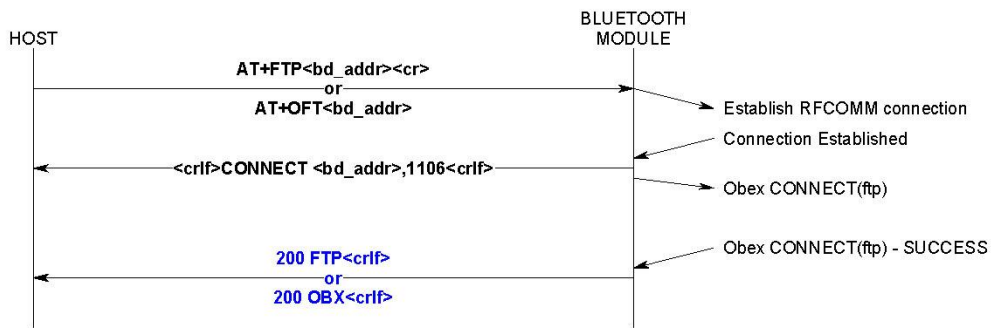 HOST
BLUETOOTH
MODULE
AT+FTP<bd_addr><cr>
or
AT+OFT<bd_addr>
Establish RFCOMM connection
Connection Established
<crlf>CONNECT <bd_addr>,1106<crlf>
Obex CONNECT(ftp)
Obex CONNECT(ftp) - SUCCESS
200 FTP<crlf>
or
200 OBX<crlf>